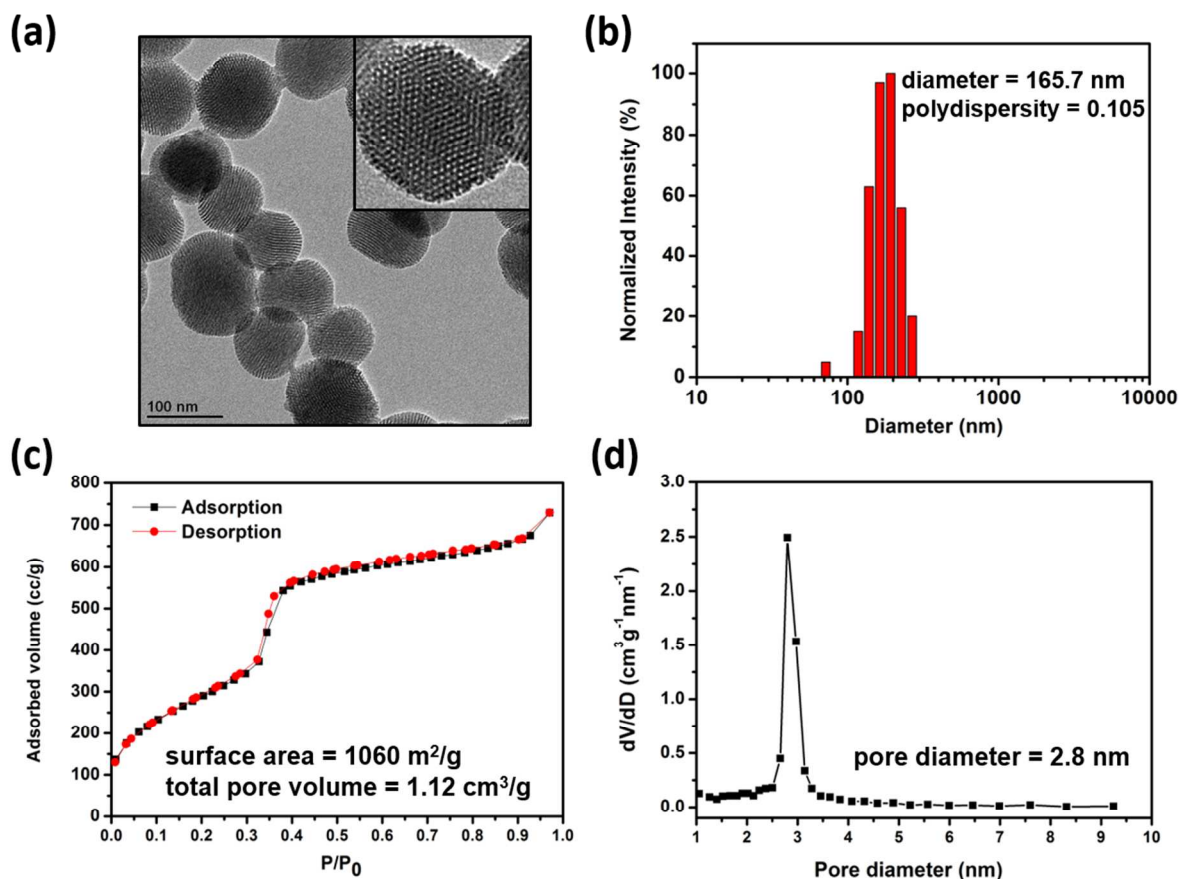 (a)
100 nm
(b)
diameter = 165.7 nm
polydispersity = 0.105
Normalized Intensity (%)
100
80
60
40
20
0
10 100 1000 10000
Diameter (nm)
(c)
Adsorption
Desorption
Adsorbed volume (cc/g)
800
700
600
500
400
300
200
100
0
surface area = 1060 m²/g
total pore volume = 1.12 cm³/g
0.0 0.1 0.2 0.3 0.4 0.5 0.6 0.7 0.8 0.9 1.0
P/P₀
(d)
dV/dD (cm³g⁻¹nm⁻¹)
3.0
2.5
2.0
1.5
1.0
0.5
0.0
pore diameter = 2.8 nm
1 2 3 4 5 6 7 8 9 10
Pore diameter (nm)